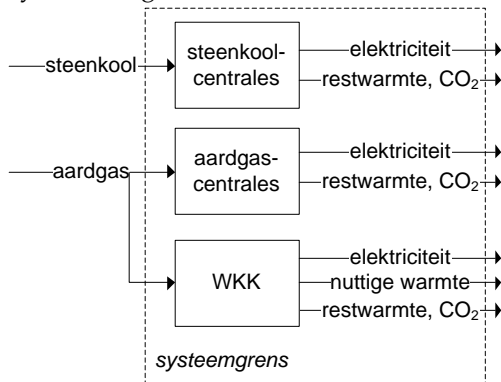 steenkool
steenkool-
centrales
elektriciteit
restwarmte, CO₂
aardgas
aardgas-
centrales
elektriciteit
restwarmte, CO₂
WKK
elektriciteit
nuttige warmte
restwarmte, CO₂
systeemgrens